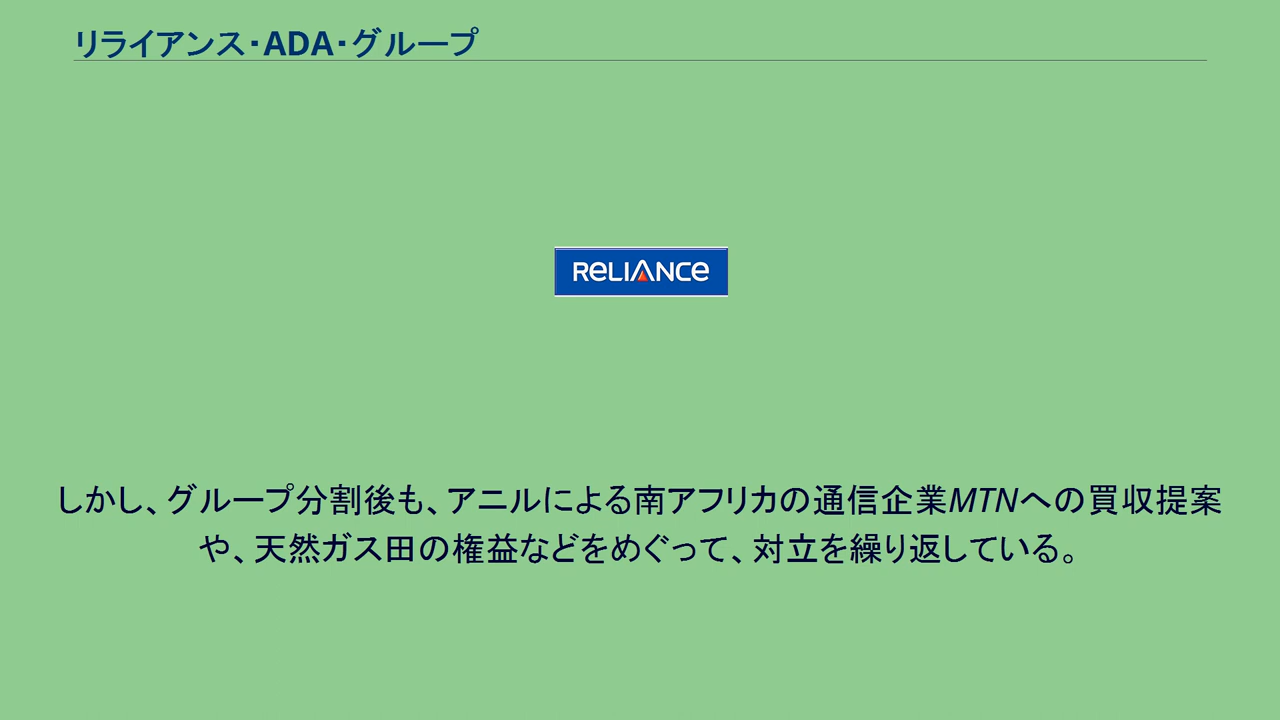 リライアンス・ADA・グループ
RELIANCE
しかし、グループ分割後も、アニルによる南アフリカの通信企業MTNへの買収提案
や、天然ガス田の権益などをめぐって、対立を繰り返している。